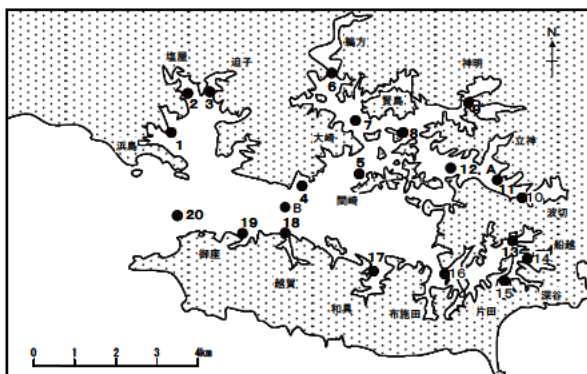 鵜方
神明
N
塩屋
迫子
6
賢島
2
3
9
7
8
1
大崎
立神
浜島
5
12, A
間崎
11
10
4
波切
20
B
19
18
船越
13
御座
17
14
16
越賀
15
深谷
和具
布施田
片田
0
1
2
3
4km